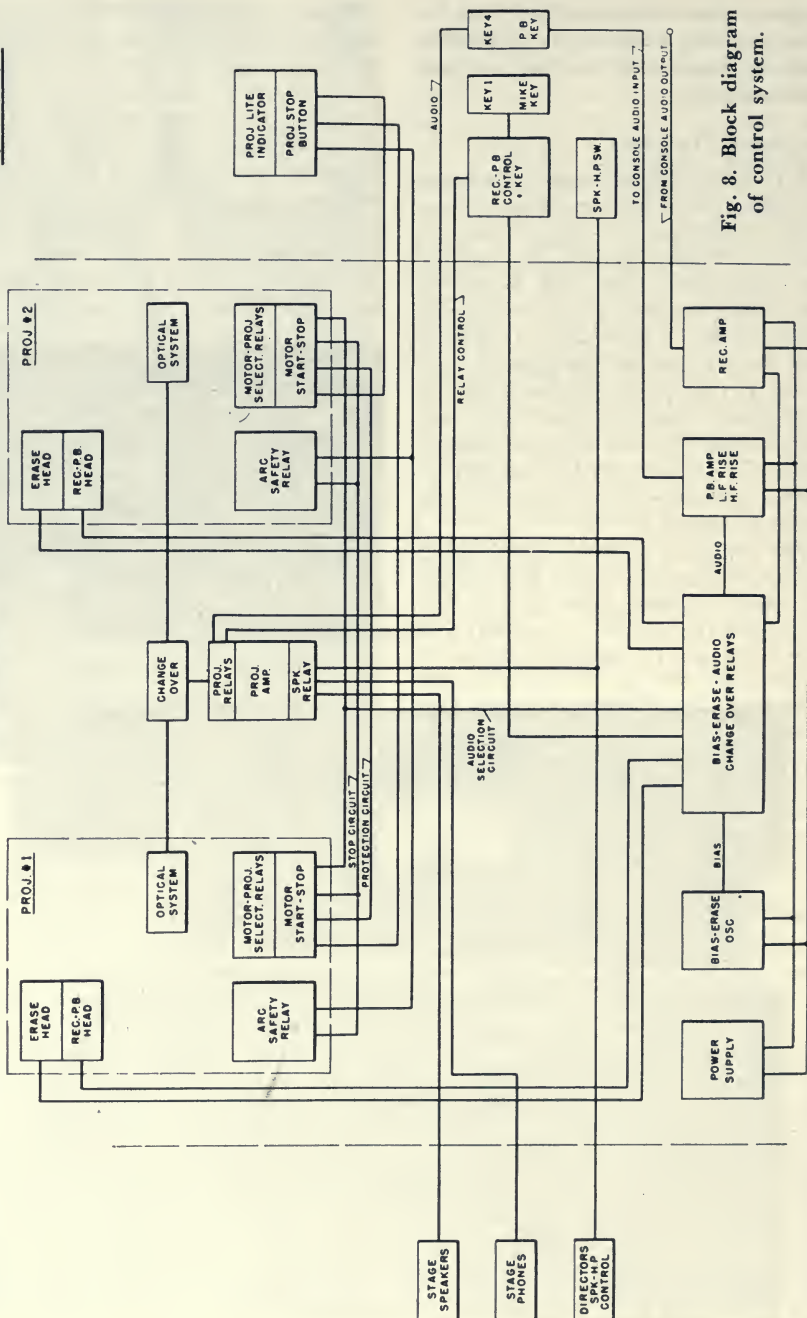 PROJ. #1
PROJ #2
ERASE
HEAD
REC.-P.B.
HEAD
OPTICAL
SYSTEM
CHANGE
OVER
OPTICAL
SYSTEM
ERASE
HEAD
REC.-P.B.
HEAD
ARC
SAFETY
RELAY
MOTOR-PROJ.
SELECT. RELAYS
MOTOR
START-STOP
PROJ.
RELAYS
PROJ.
AMP.
SPK.
RELAY
ARC
SAFETY
RELAY
MOTOR-PROJ
SELECT. RELAYS
MOTOR
START-STOP
PROJ LITE
INDICATOR
PROJ STOP
BUTTON
STOP CIRCUIT
PROTECTION CIRCUIT
AUDIO
STAGE
SPEAKERS
STAGE
PHONES
DIRECTORS
SPK-H.P
CONTROL
AUDIO
SELECTION
CIRCUIT
RELAY CONTROL
REC.-PB
CONTROL
+ KEY
KEY 1
MIKE
KEY
KEY 4
P.B
KEY
SPK-H.P. SW.
TO CONSOLE AUDIO INPUT
FROM CONSOLE AUDIO OUTPUT
POWER
SUPPLY
BIAS-ERASE
OSC
BIAS
BIAS-ERASE-AUDIO
CHANGE OVER RELAYS
AUDIO
P.B. AMP
L.F. RISE
H.F. RISE
REC. AMP
Fig. 8. Block diagram
of control system.